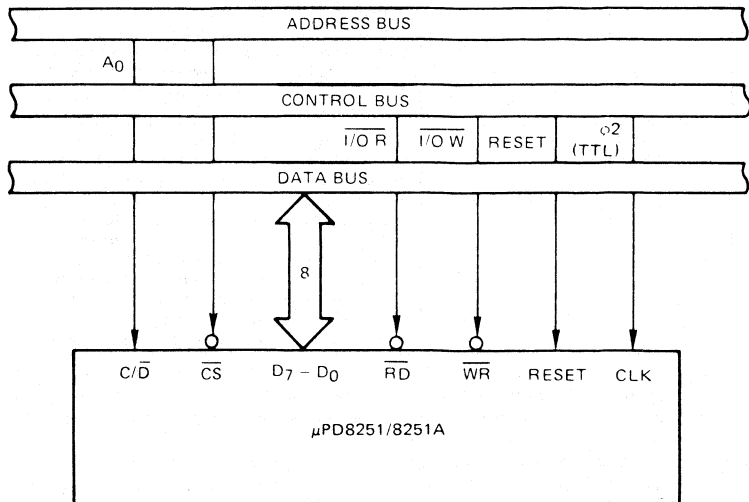 ADDRESS BUS
A0
CONTROL BUS
I/O R I/O W RESET φ2 (TTL)
DATA BUS
8
C/D CS D7 – D0 RD WR RESET CLK
μPD8251/8251A